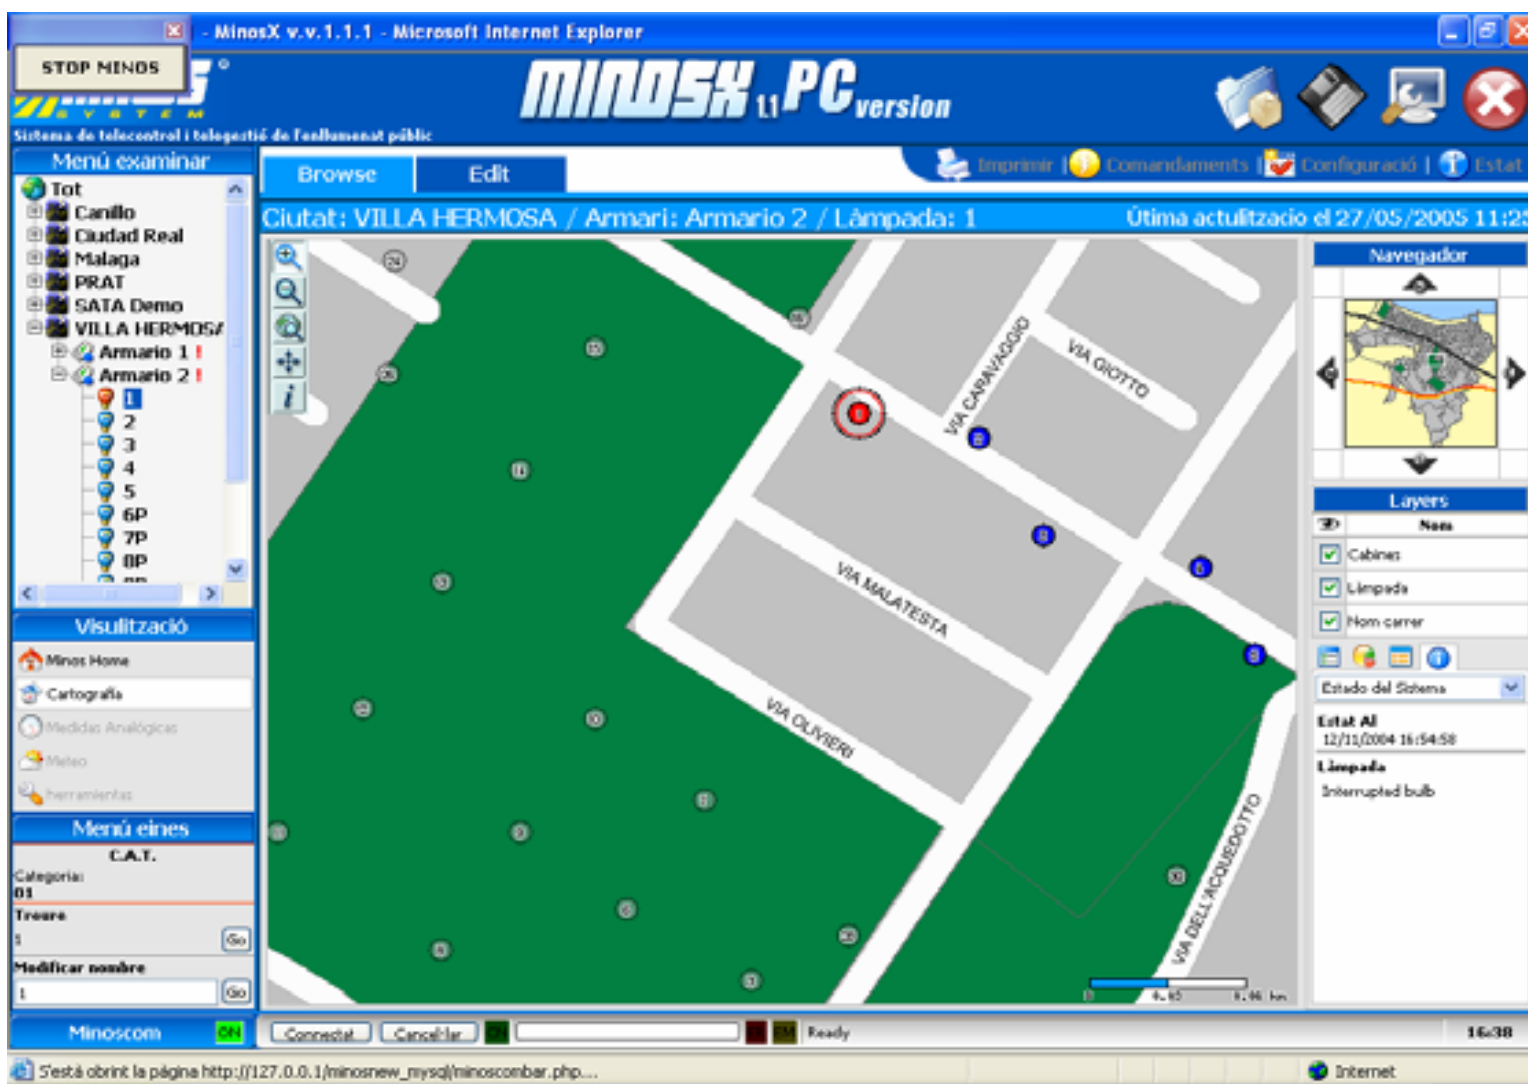 - MinosX v.v.1.1.1 - Microsoft Internet Explorer
STOP MINOS
SYSTEM
Sistema de telecontrol i telegestió de l'enllumenat públic
MINOSX 1.1 PC version
Imprimir | Comandaments | Configuració | Estat
Menú examinar
Tot
Canillo
Ciudad Real
Malaga
PRAT
SATA Demo
VILLA HERMOSA
Armario 1 !
Armario 2 !
1
2
3
4
5
6P
7P
8P
Visulització
Minos Home
Cartografia
Medidas Analógicas
Meteo
herramientas
Menú eines
C.A.T.
Categoria:
01
Treure
1 Go
Modificar nombre
1 Go
Minoscom ON
Browse Edit
Ciutat: VILLA HERMOSA / Armari: Armario 2 / Làmpada: 1
Útima actulitzacio el 27/05/2005 11:25
VIA CARAVAGGIO
VIA GIOTTO
VIA MALATESTA
VIA OLIVIERI
VIA DELL'ACQUEDOTTO
Navegador
Layers
Nom
Cabines
Làmpada
Nom carrer
Estado del Sistema
Estat Al
12/11/2004 16:54:58
Làmpada
Interrupted bulb
Connectat Cancel·lar Ready
16:38
S'està obrint la pàgina http://127.0.0.1/minosnew_mysql/minoscombar.php...
Internet